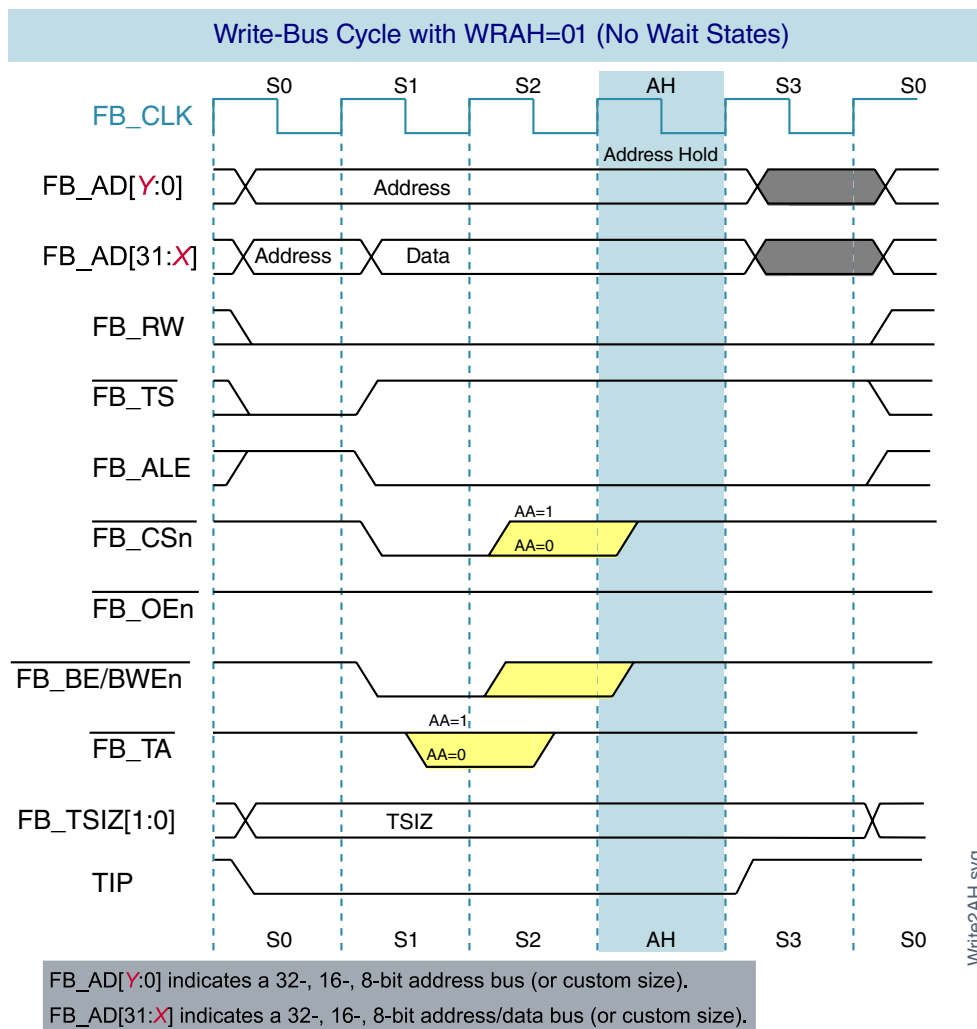 Write-Bus Cycle with WRAH=01 (No Wait States)
S0 S1 S2 AH S3 S0
FB_CLK
Address Hold
FB_AD[Y:0] Address
FB_AD[31:X] Address Data
FB_RW
FB_TS
FB_ALE
AA=1
FB_CSn AA=0
FB_OEn
FB_BE/BWEn
AA=1
FB_TA AA=0
FB_TSIZ[1:0] TSIZ
TIP
S0 S1 S2 AH S3 S0
Write2AH.svg
FB_AD[Y:0] indicates a 32-, 16-, 8-bit address bus (or custom size).
FB_AD[31:X] indicates a 32-, 16-, 8-bit address/data bus (or custom size).